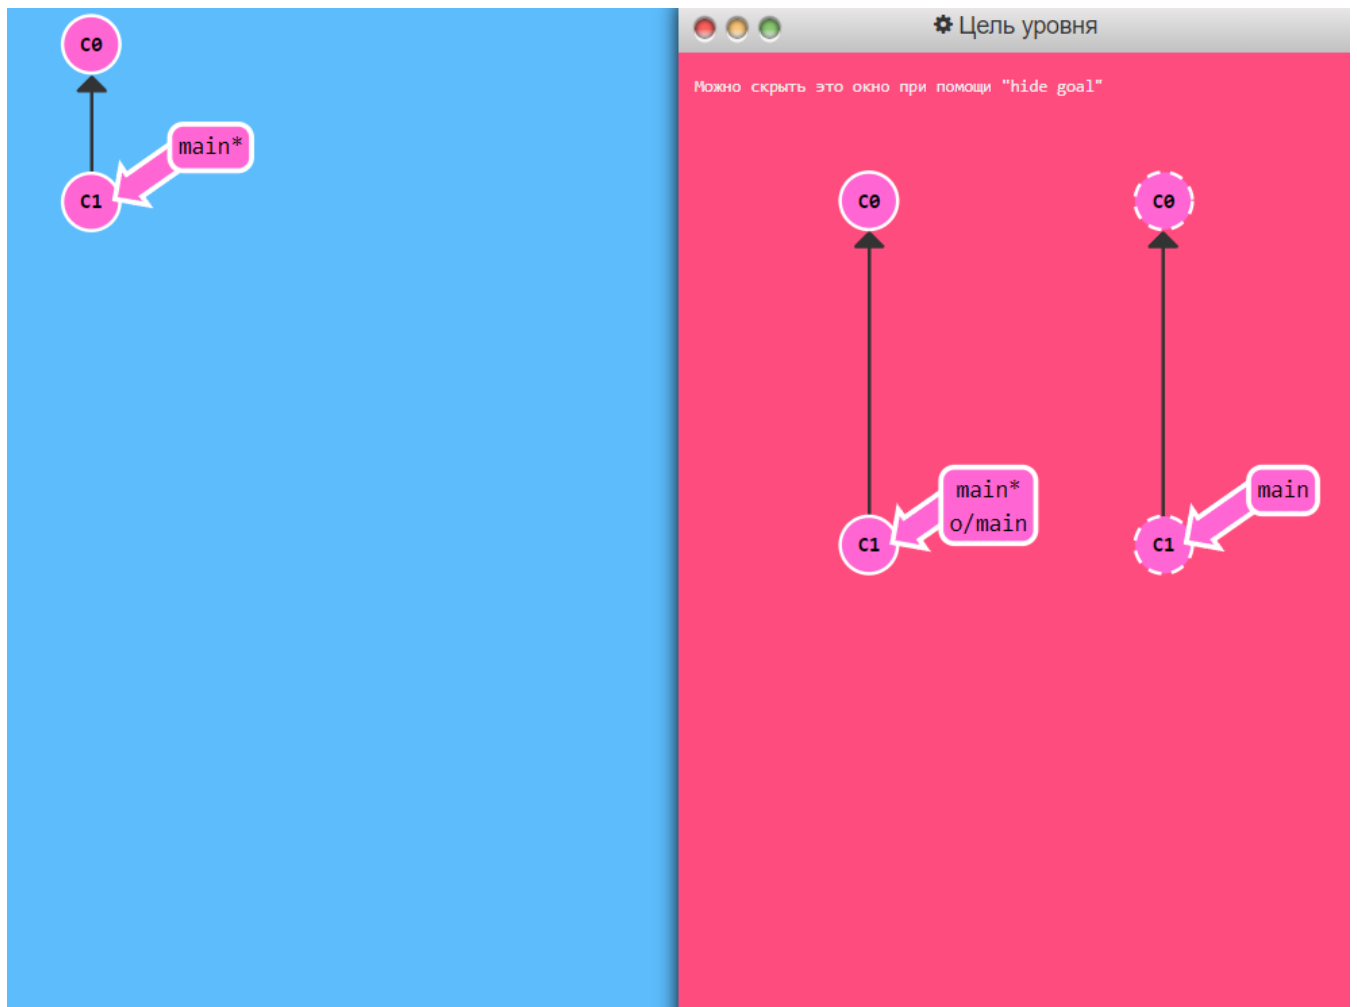 C0
main*
C1
Цель уровня
Можно скрыть это окно при помощи "hide goal"
C0
C0
main*
o/main
main
C1
C1